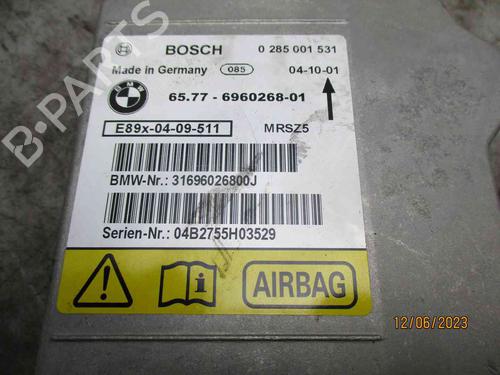 BOSCH 0 285 001 531
Made in Germany 085 04-10-01
BMW 65.77 - 6960268-01
E89x-04-09-511 MRSZ5
BMW-Nr.: 31696026800J
Serien-Nr.: 04B2755H03529
AIRBAG
12/06/2023